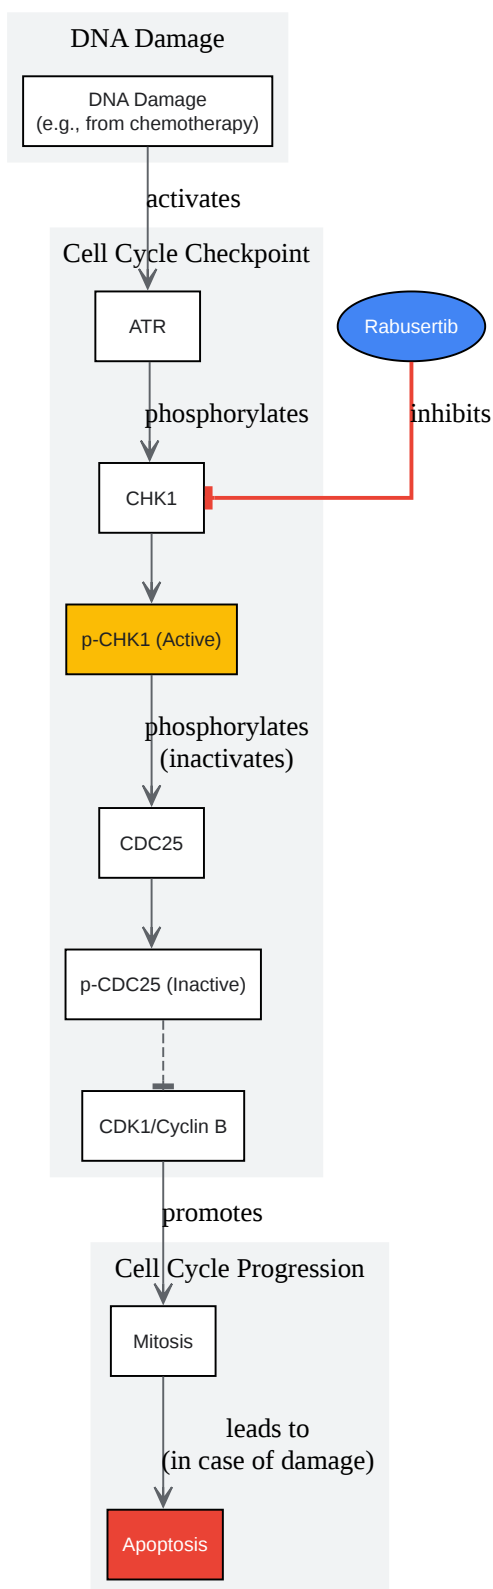 DNA Damage
DNA Damage
(e.g., from chemotherapy)
activates
Cell Cycle Checkpoint
ATR
Rabusertib
phosphorylates
inhibits
CHK1
p-CHK1 (Active)
phosphorylates
(inactivates)
CDC25
p-CDC25 (Inactive)
CDK1/Cyclin B
promotes
Cell Cycle Progression
Mitosis
leads to
(in case of damage)
Apoptosis